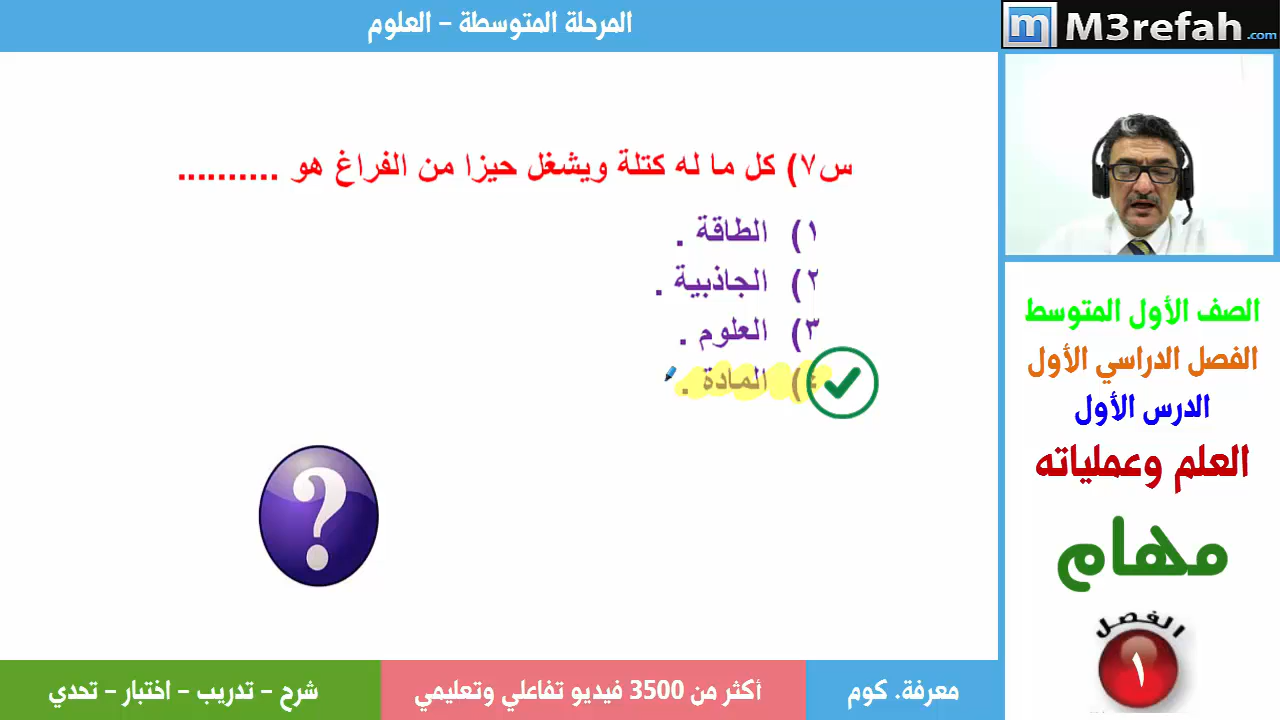 المرحلة المتوسطة - العلوم
M3refah.com
س٧) كل ما له كتلة ويشغل حيزا من الفراغ هو ..........
١) الطاقة .
٢) الجاذبية .
٣) العلوم .
٤) المادة .
الصف الأول المتوسط
الفصل الدراسي الأول
الدرس الأول
العلم وعملياته
مهام
الفصل
١
معرفة. كوم
أكثر من 3500 فيديو تفاعلي وتعليمي
شرح - تدريب - اختبار - تحدي